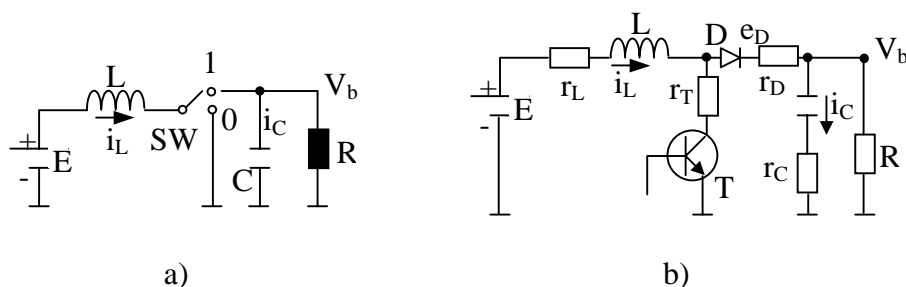 L
1
V_b
+
i_L
SW
0
i_C
-
E
C
R
a)
L
D
e_D
V_b
+
E
-
r_L
i_L
r_T
r_D
i_C
r_C
R
T
b)